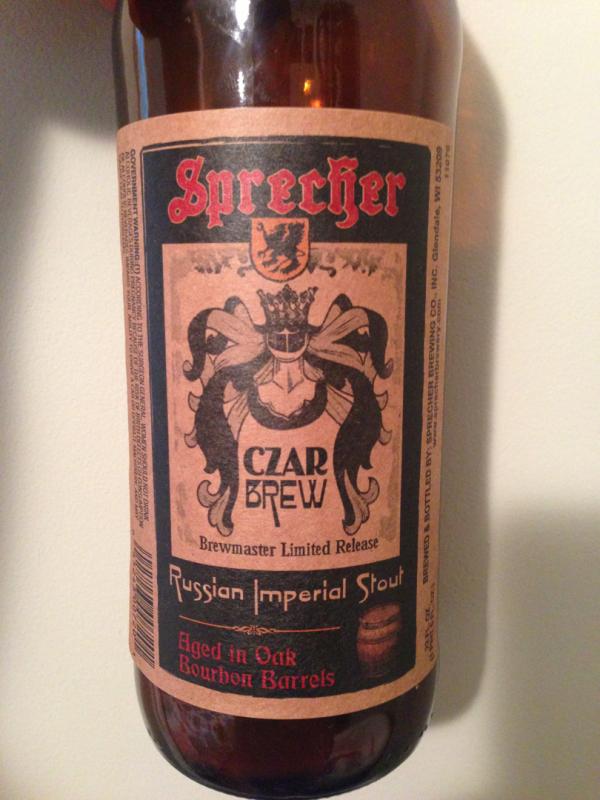 Sprecher
CZAR
BREW
Brewmaster Limited Release
Russian Imperial Stout
Aged in Oak
Bourbon Barrels
GOVERNMENT WARNING: (1) ACCORDING TO THE SURGEON GENERAL, WOMEN SHOULD NOT DRINK
BREWED & BOTTLED BY: SPRECHER BREWING CO., INC. Glendale, WI 53209
www.sprecherbrewery.com